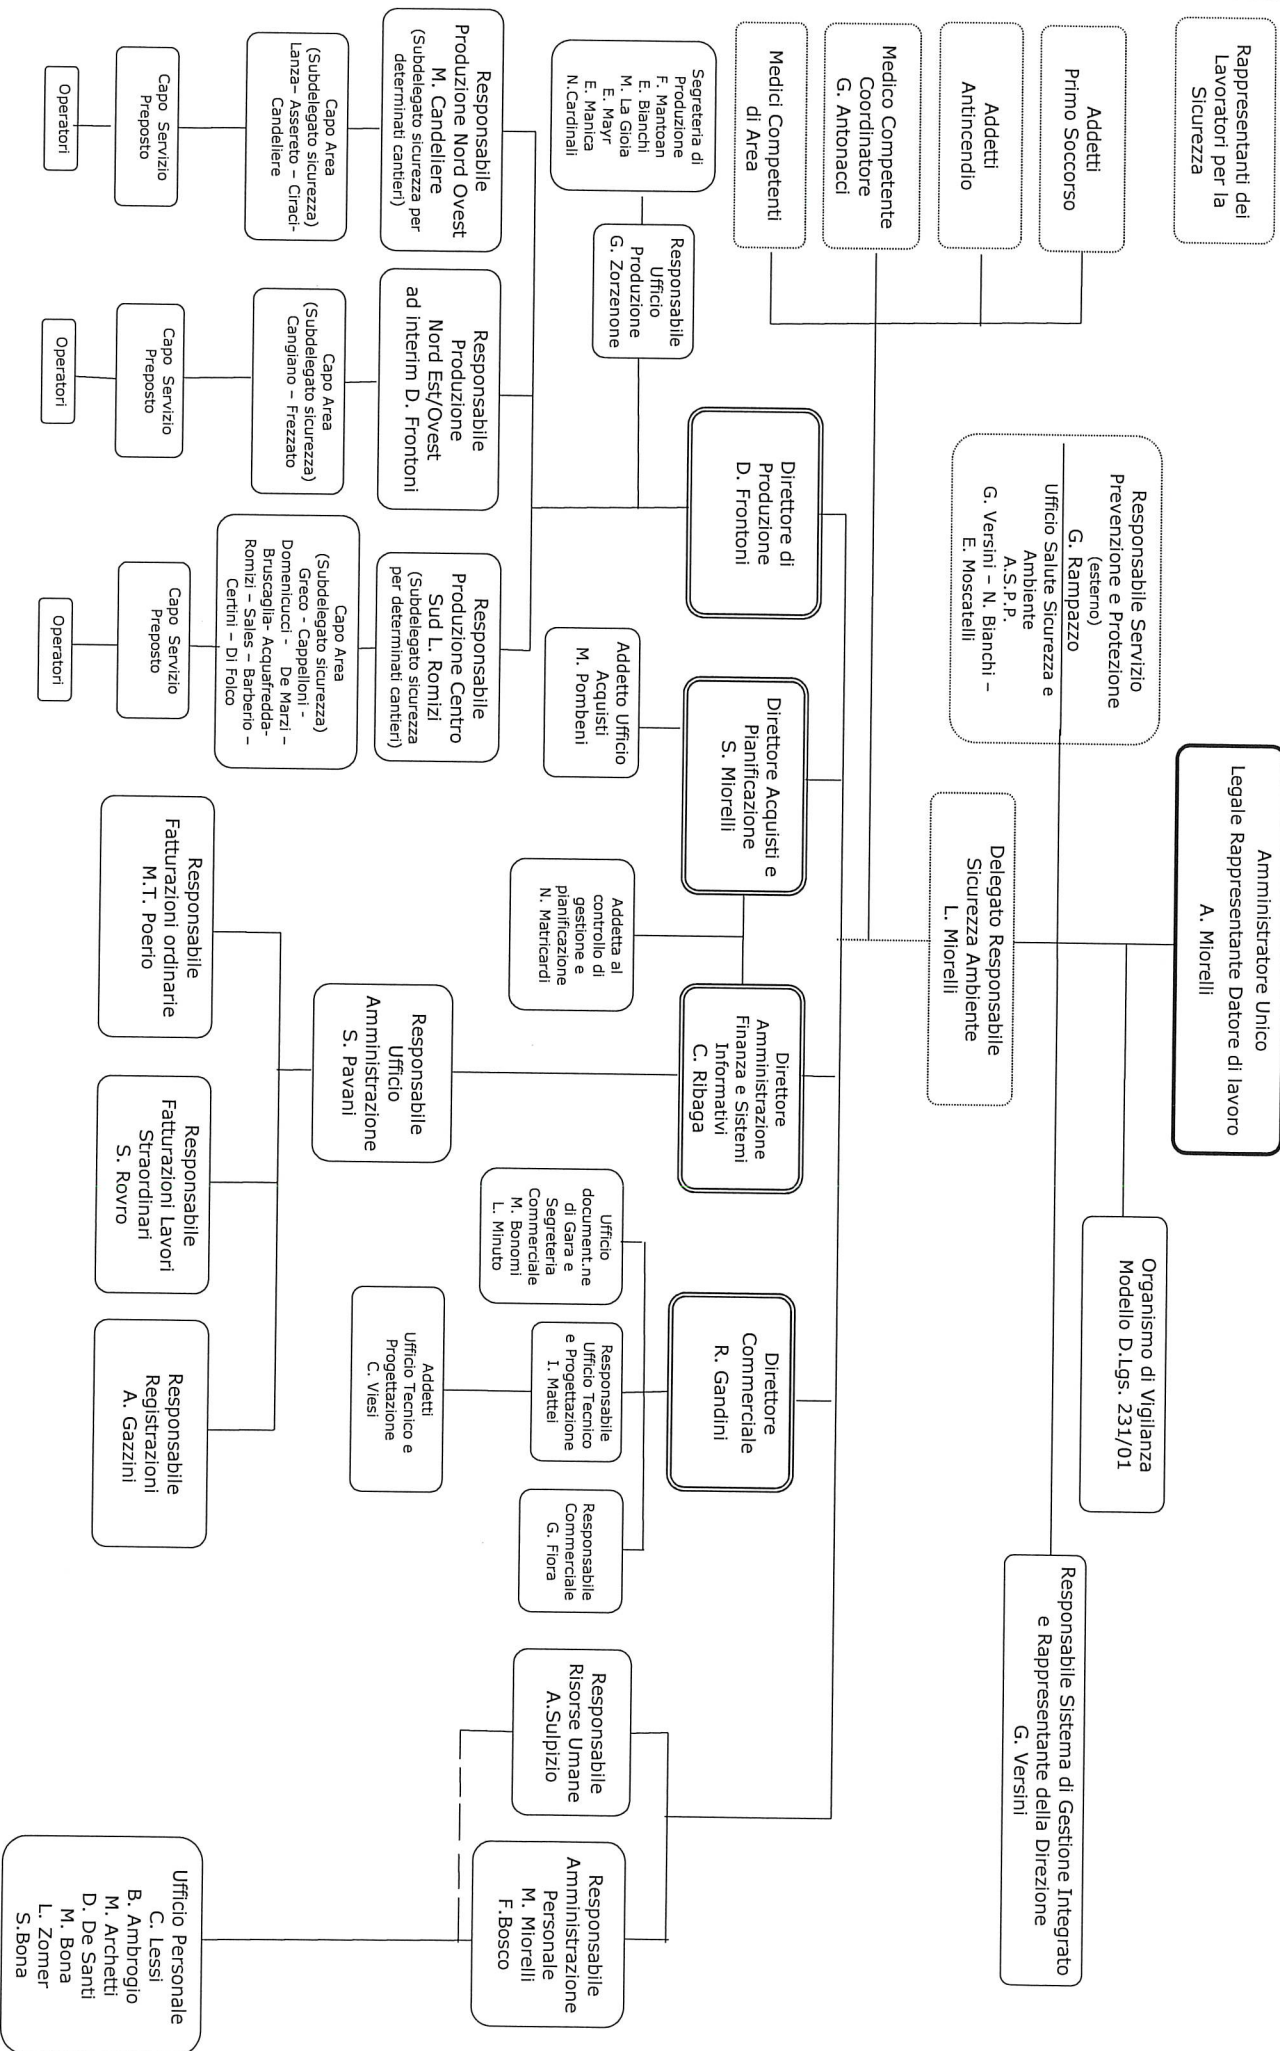 Amministratore Unico
Legale Rappresentante Datore di lavoro
A. Miorelli
Organismo di Vigilanza
Modello D.Lgs. 231/01
Responsabile Sistema di Gestione Integrato
e Rappresentante della Direzione
G. Versini
Responsabile Servizio
Prevenzione e Protezione
(esterno)
G. Rampazzo
Ufficio Salute Sicurezza e
Ambiente
A.S.P.P.
G. Versini – N. Bianchi –
E. Moscatelli
Delegato Responsabile
Sicurezza Ambiente
L. Miorelli
Rappresentanti dei
Lavoratori per la
Sicurezza
Addetti
Primo Soccorso
Addetti
Antincendio
Medico Competente
Coordinatore
G. Antonacci
Medici Competenti
di Area
Direttore di
Produzione
D. Frontoni
Direttore Acquisti e
Pianificazione
S. Miorelli
Direttore
Amministrazione
Finanza e Sistemi
Informativi
C. Ribaga
Direttore
Commerciale
R. Gandini
Segreteria di
Produzione
F. Mantoan
E. Bianchi
M. La Gioia
E. Mayr
E. Manica
N.Cardinali
Responsabile
Ufficio
Produzione
G. Zorzenone
Addetto Ufficio
Acquisti
M. Pombeni
Addetta al
controllo di
gestione e
pianificazione
N. Matricardi
Ufficio
document.ne
di Gara e
Segreteria
Commerciale
M. Bonomi
L. Minuto
Responsabile
Ufficio Tecnico
e Progettazione
I. Mattei
Responsabile
Commerciale
G. Fiora
Responsabile
Risorse Umane
A.Sulpizio
Responsabile
Amministrazione
Personale
M. Miorelli
F.Bosco
Responsabile
Produzione Nord Ovest
M. Candeliere
(Subdelegato sicurezza per
determinati cantieri)
Responsabile
Produzione
Nord Est/Ovest
ad interim D. Frontoni
Responsabile
Produzione Centro
Sud L. Romizi
(Subdelegato sicurezza
per determinati cantieri)
Responsabile
Ufficio
Amministrazione
S. Pavani
Addetti
Ufficio Tecnico e
Progettazione
C. Viesi
Capo Area
(Subdelegato sicurezza)
Lanza– Assereto – Ciraci-
Candeliere
Capo Area
(Subdelegato sicurezza)
Cangiano – Frezzato
Capo Area
(Subdelegato sicurezza)
Greco - Cappelloni -
Domenicucci - De Marzi –
Bruscaglia- Acquafredda-
Romizi – Sales – Barberio –
Certini – Di Folco
Capo Servizio
Preposto
Capo Servizio
Preposto
Capo Servizio
Preposto
Responsabile
Fatturazioni ordinarie
M.T. Poerio
Responsabile
Fatturazioni Lavori
Straordinari
S. Rovro
Responsabile
Registrazioni
A. Gazzini
Ufficio Personale
C. Lessi
B. Ambrogio
M. Archetti
D. De Santi
M. Bona
L. Zomer
S.Bona
Operatori
Operatori
Operatori